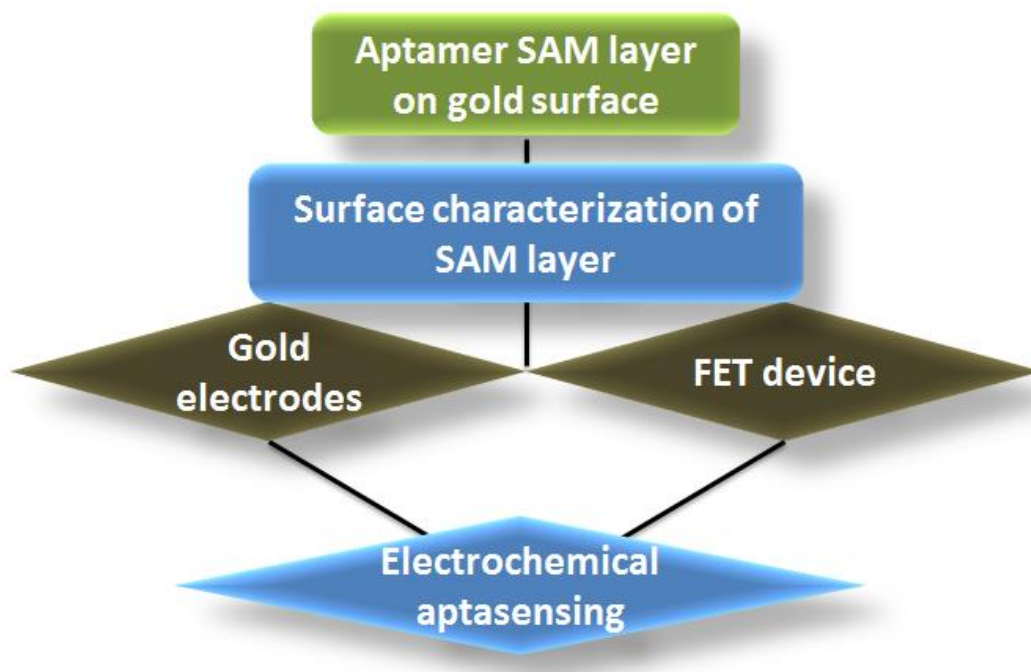 Aptamer SAM layer
on gold surface
Surface characterization of
SAM layer
Gold
electrodes
FET device
Electrochemical
aptasensing